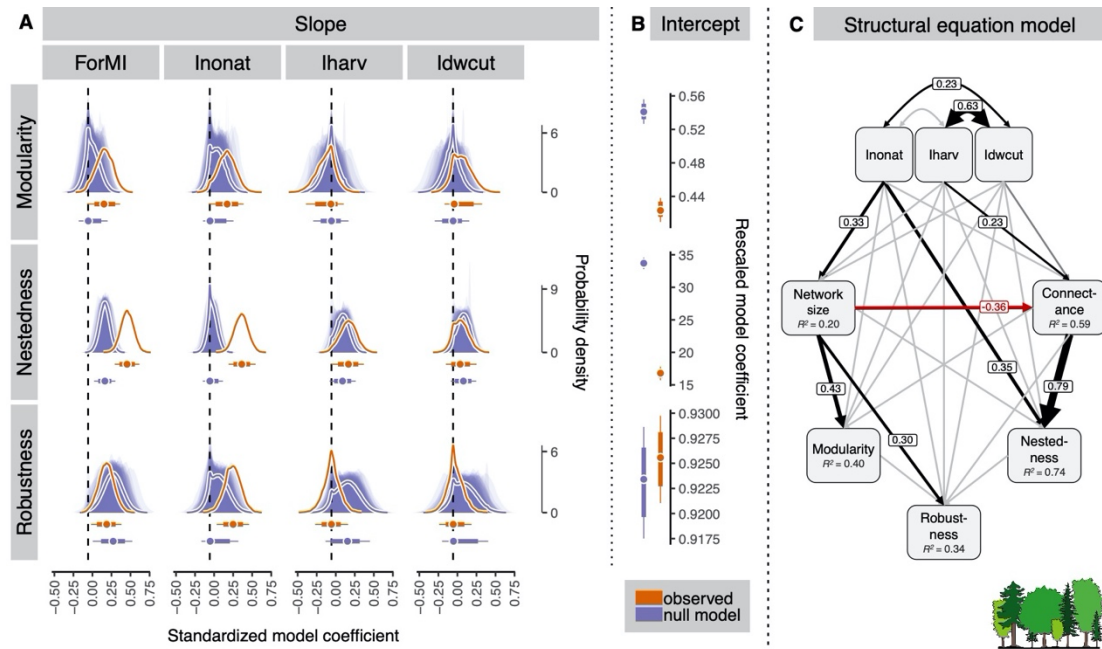 A
Slope
B
Intercept
C
Structural equation model
ForMI
Inonat
Iharv
Idwcut
Modularity
Nestedness
Robustness
6
0
9
0
6
0
Probability density
−0.50
−0.25
0.00
0.25
0.50
0.75
−0.50
−0.25
0.00
0.25
0.50
0.75
−0.50
−0.25
0.00
0.25
0.50
0.75
−0.50
−0.25
0.00
0.25
0.50
0.75
Standardized model coefficient
0.56
0.52
0.48
0.44
35
30
25
20
15
0.9300
0.9275
0.9250
0.9225
0.9200
0.9175
Rescaled model coefficient
observed
null model
0.23
0.63
Inonat
Iharv
Idwcut
0.33
0.23
Network
size
R² = 0.20
-0.36
Connect-
ance
R² = 0.59
0.35
0.43
0.79
0.30
Modularity
R² = 0.40
Nested-
ness
R² = 0.74
Robust-
ness
R² = 0.34